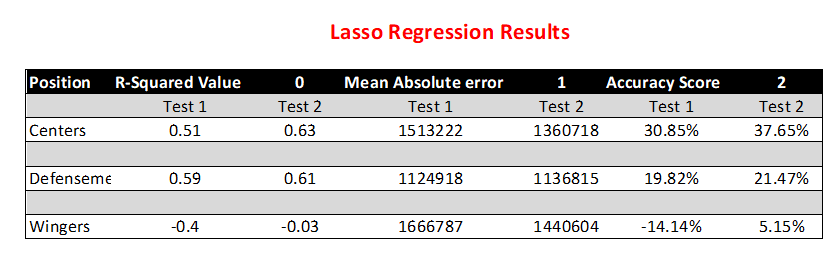 Lasso Regression Results
Position R-Squared Value 0 Mean Absolute error 1 Accuracy Score 2
Test 1 Test 2 Test 1 Test 2 Test 1 Test 2
Centers 0.51 0.63 1513222 1360718 30.85% 37.65%
Defenseme 0.59 0.61 1124918 1136815 19.82% 21.47%
Wingers -0.4 -0.03 1666787 1440604 -14.14% 5.15%